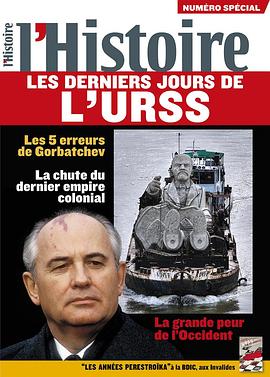 NUMÉRO SPÉCIAL
l'Histoire
l'Histoire
LES DERNIERS JOURS DE
L'URSS
Les 5 erreurs
de Gorbatchev
La chute du
dernier empire
colonial
La grande peur
de l'Occident
"LES ANNÉES PERESTROÏKA" à LA BDIC, aux Invalides